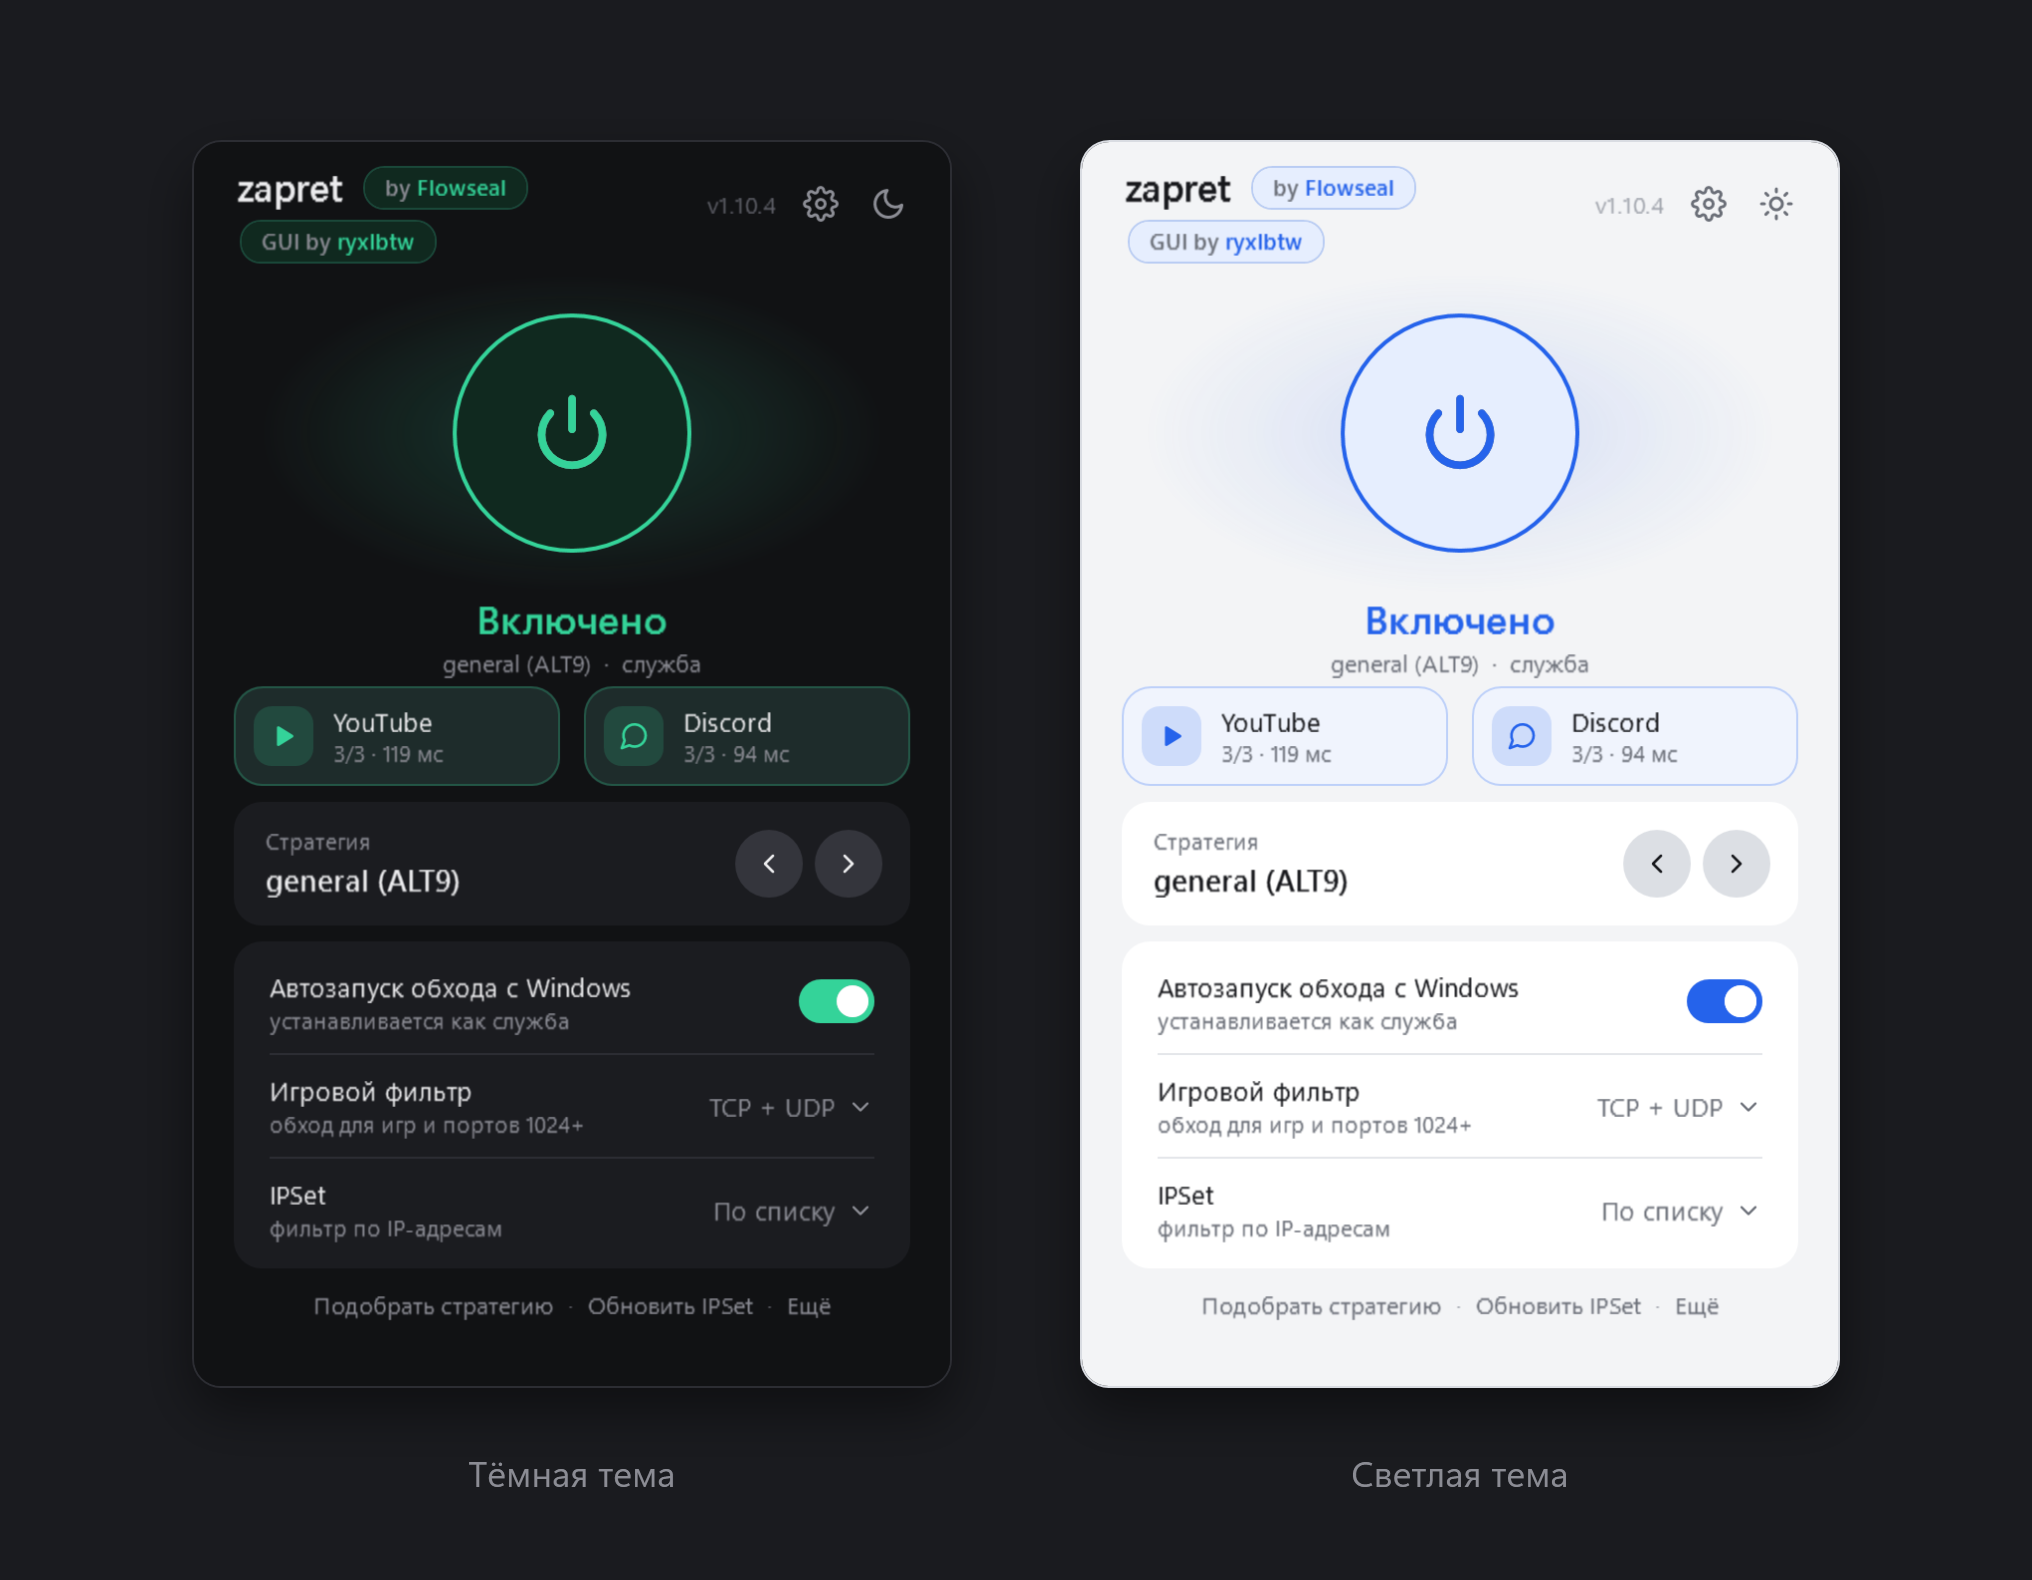 zapret by Flowseal
v1.10.4
GUI by ryxlbtw
Включено
general (ALT9) · служба
YouTube
3/3 · 119 мс
Discord
3/3 · 94 мс
Стратегия
general (ALT9)
Автозапуск обхода с Windows
устанавливается как служба
Игровой фильтр
обход для игр и портов 1024+
TCP + UDP
IPSet
фильтр по IP-адресам
По списку
Подобрать стратегию · Обновить IPSet · Ещё
Тёмная тема
zapret by Flowseal
v1.10.4
GUI by ryxlbtw
Включено
general (ALT9) · служба
YouTube
3/3 · 119 мс
Discord
3/3 · 94 мс
Стратегия
general (ALT9)
Автозапуск обхода с Windows
устанавливается как служба
Игровой фильтр
обход для игр и портов 1024+
TCP + UDP
IPSet
фильтр по IP-адресам
По списку
Подобрать стратегию · Обновить IPSet · Ещё
Светлая тема